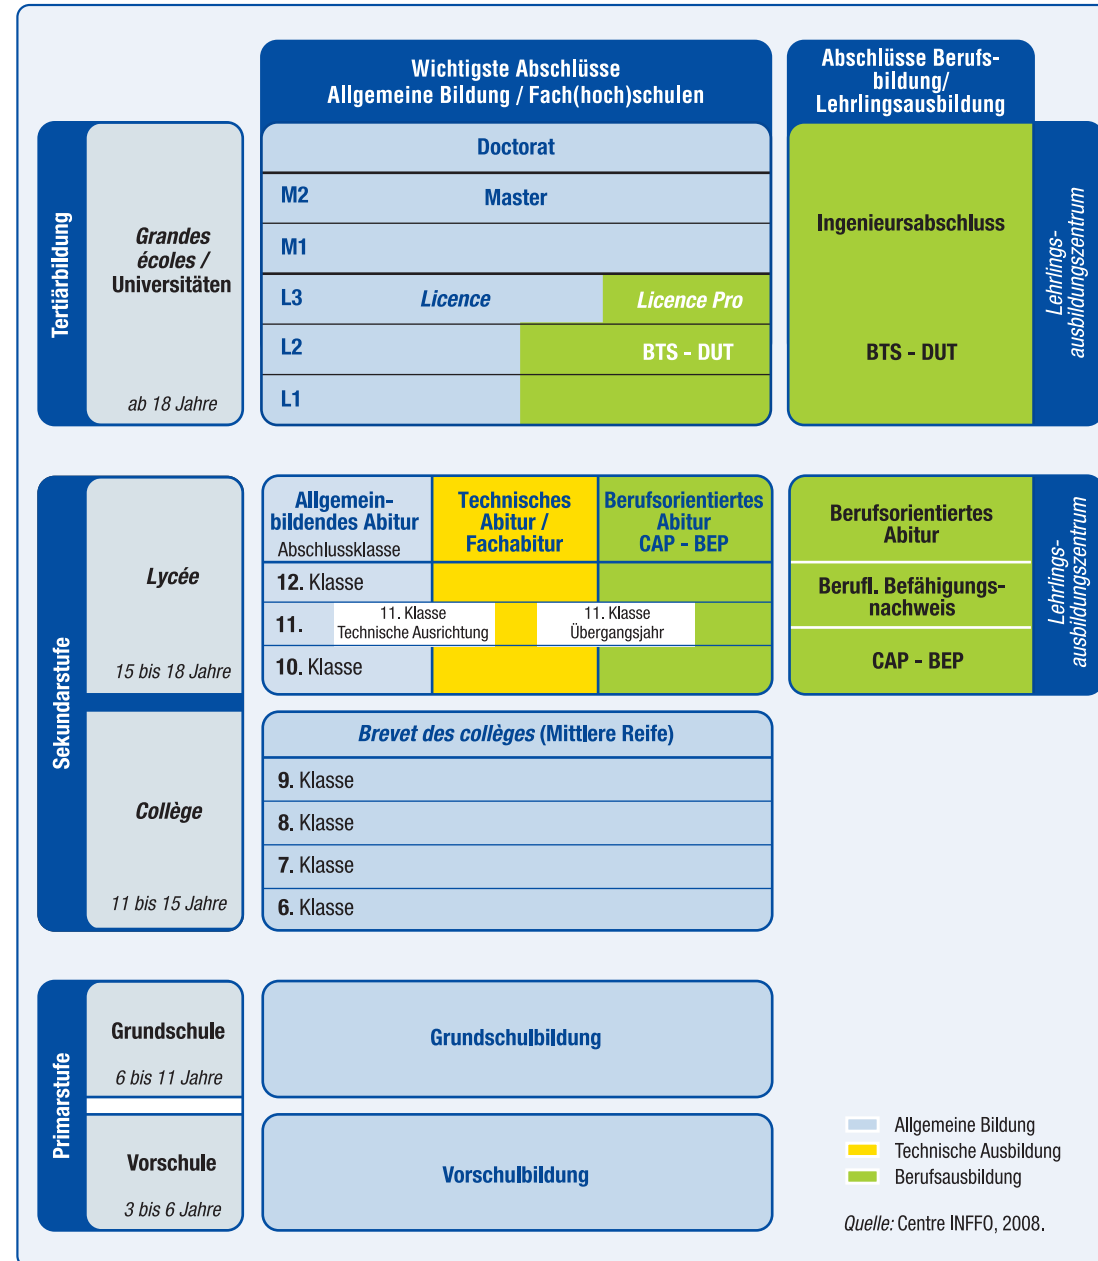 Wichtigste Abschlüsse
Allgemeine Bildung / Fach(hoch)schulen
Abschlüsse Berufs-
bildung/
Lehrlingsausbildung
Tertiärbildung
Grandes
écoles /
Universitäten
ab 18 Jahre
Doctorat
M2
Master
M1
L3
Licence
Licence Pro
L2
BTS - DUT
L1
Ingenieursabschluss
BTS - DUT
Lehrlings-
ausbildungszentrum
Sekundarstufe
Lycée
15 bis 18 Jahre
Allgemein-
bildendes Abitur
Abschlussklasse
Technisches
Abitur /
Fachabitur
Berufsorientiertes
Abitur
CAP - BEP
12. Klasse
11.
11. Klasse
Technische Ausrichtung
11. Klasse
Übergangsjahr
10. Klasse
Berufsorientiertes
Abitur
Berufl. Befähigungs-
nachweis
CAP - BEP
Lehrlings-
ausbildungszentrum
Collège
11 bis 15 Jahre
Brevet des collèges (Mittlere Reife)
9. Klasse
8. Klasse
7. Klasse
6. Klasse
Primarstufe
Grundschule
6 bis 11 Jahre
Grundschulbildung
Vorschule
3 bis 6 Jahre
Vorschulbildung
Allgemeine Bildung
Technische Ausbildung
Berufsausbildung
Quelle: Centre INFFO, 2008.